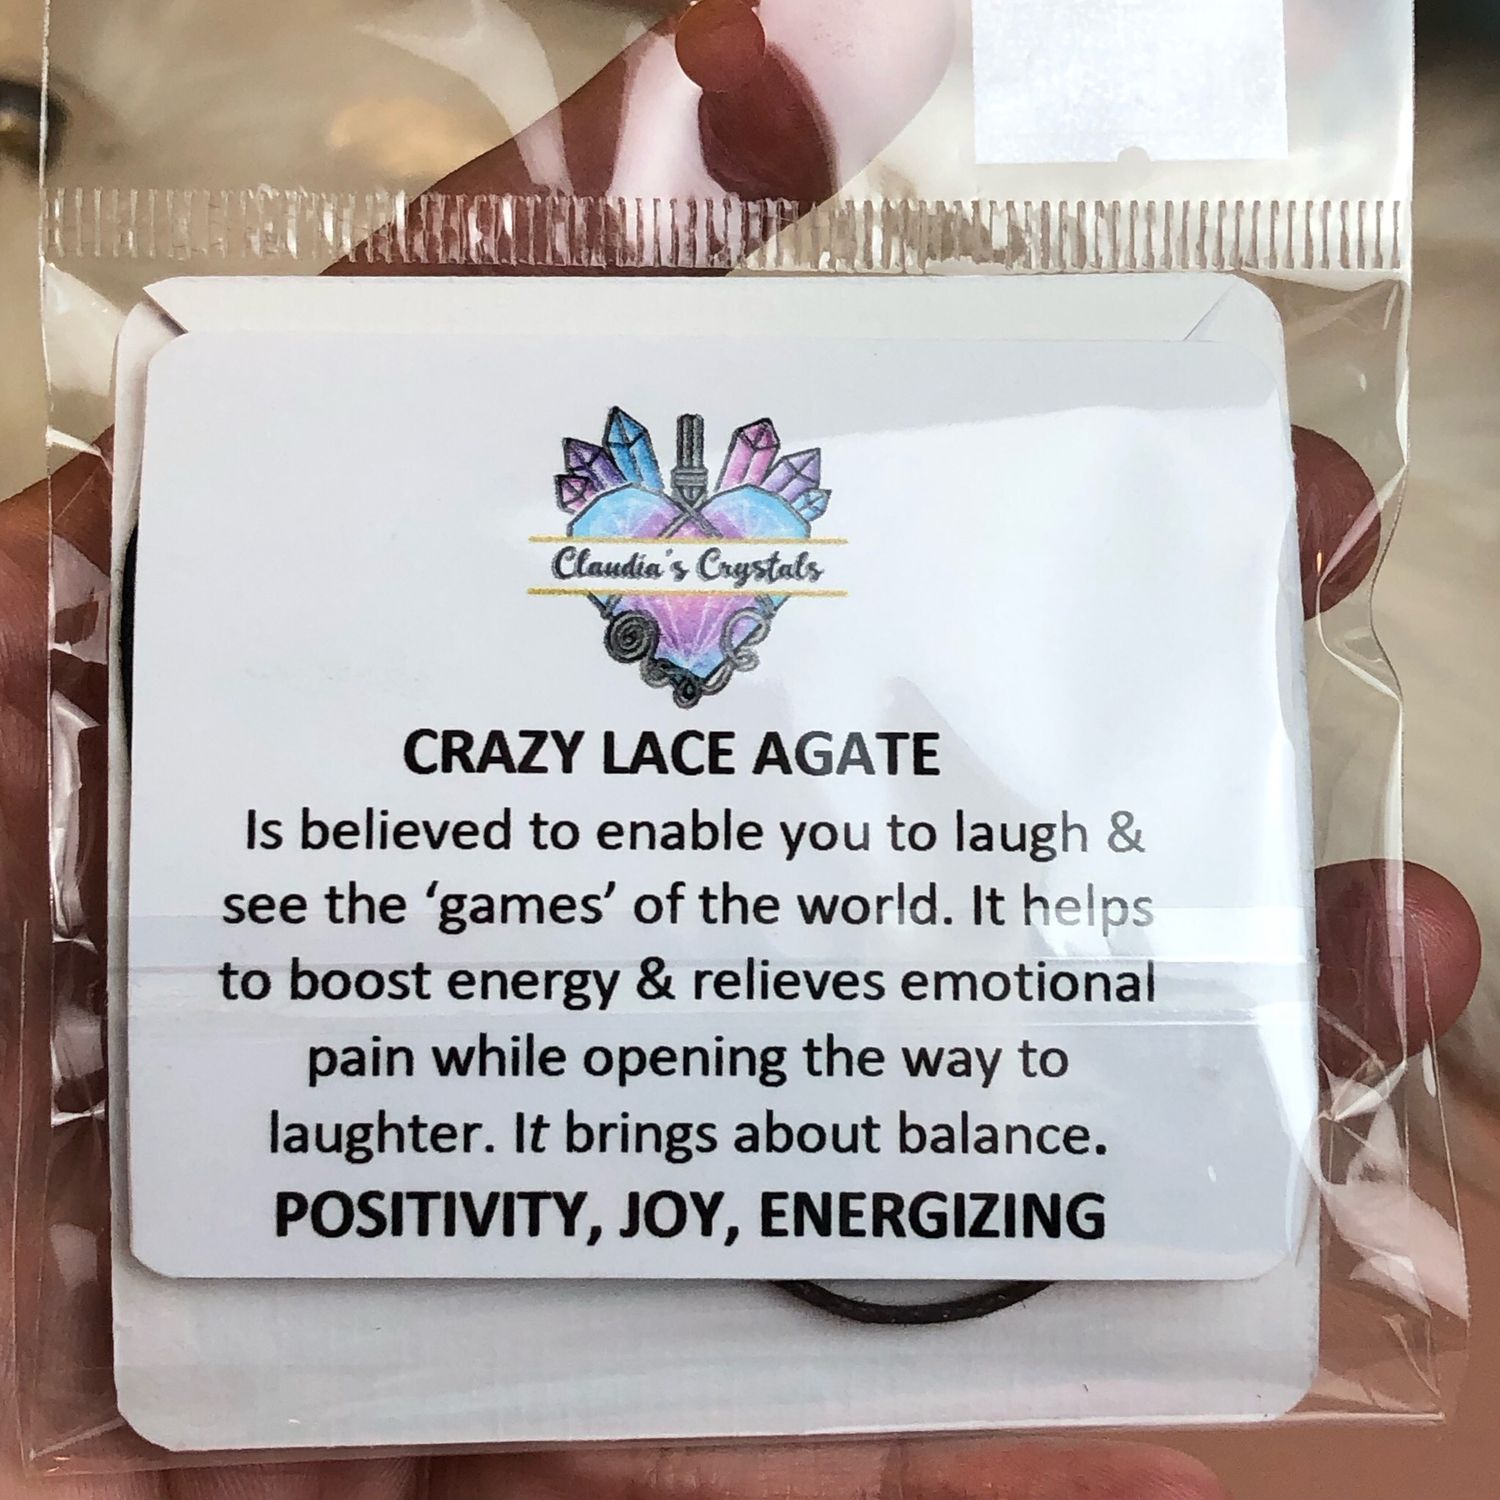 Claudia's Crystals
CRAZY LACE AGATE
Is believed to enable you to laugh &
see the ‘games’ of the world. It helps
to boost energy & relieves emotional
pain while opening the way to
laughter. It brings about balance.
POSITIVITY, JOY, ENERGIZING